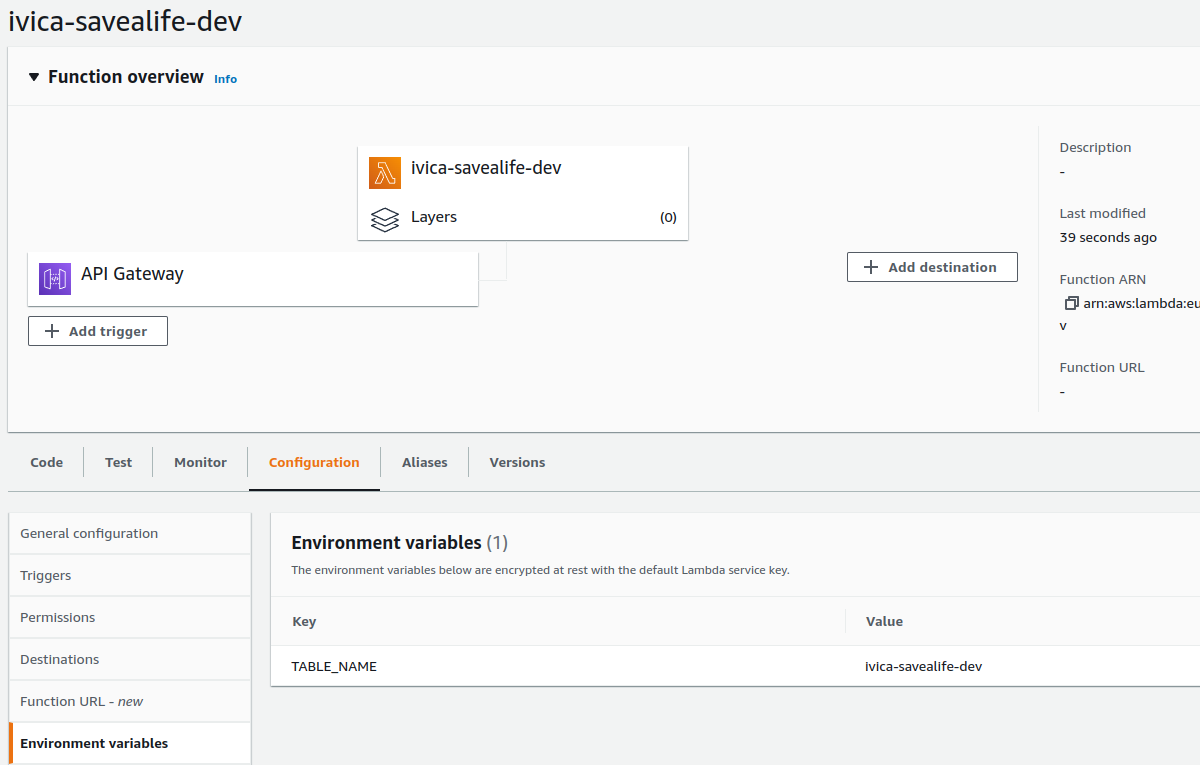 ivica-savealife-dev
Function overview Info
ivica-savealife-dev
Layers (0)
API Gateway
Add trigger
Add destination
Description
-
Last modified
39 seconds ago
Function ARN
arn:aws:lambda:eu
v
Function URL
-
Code Test Monitor Configuration Aliases Versions
General configuration
Triggers
Permissions
Destinations
Function URL - new
Environment variables
Environment variables (1)
The environment variables below are encrypted at rest with the default Lambda service key.
Key Value
TABLE_NAME ivica-savealife-dev